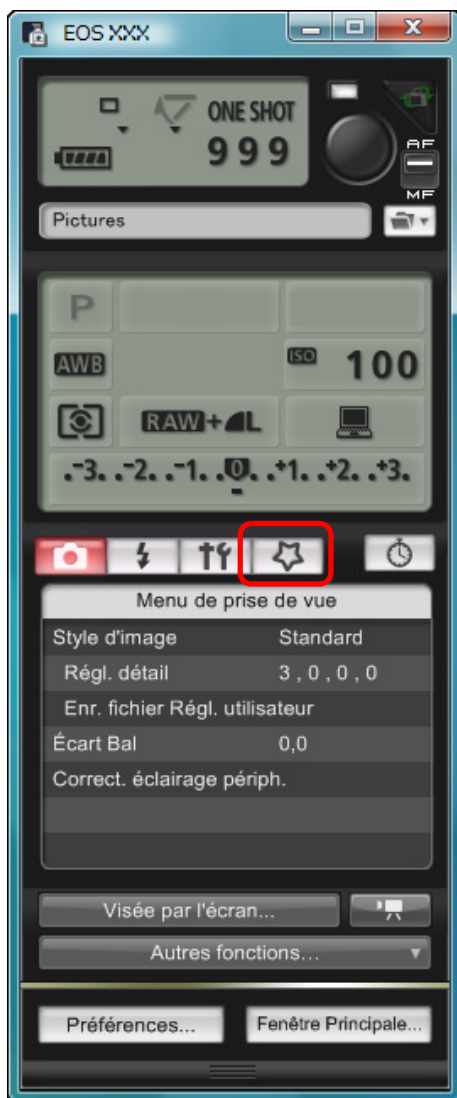 EOS XXX
ONE SHOT
999
AF
MF
Pictures
P
AWB
ISO 100
RAW+L
.-3. .-2. .-1. .0. .+1. .+2. .+3.
Menu de prise de vue
Style d'image Standard
Régl. détail 3 , 0 , 0 , 0
Enr. fichier Régl. utilisateur
Écart Bal 0,0
Correct. éclairage périph.
Visée par l'écran...
Autres fonctions...
Préférences... Fenêtre Principale...